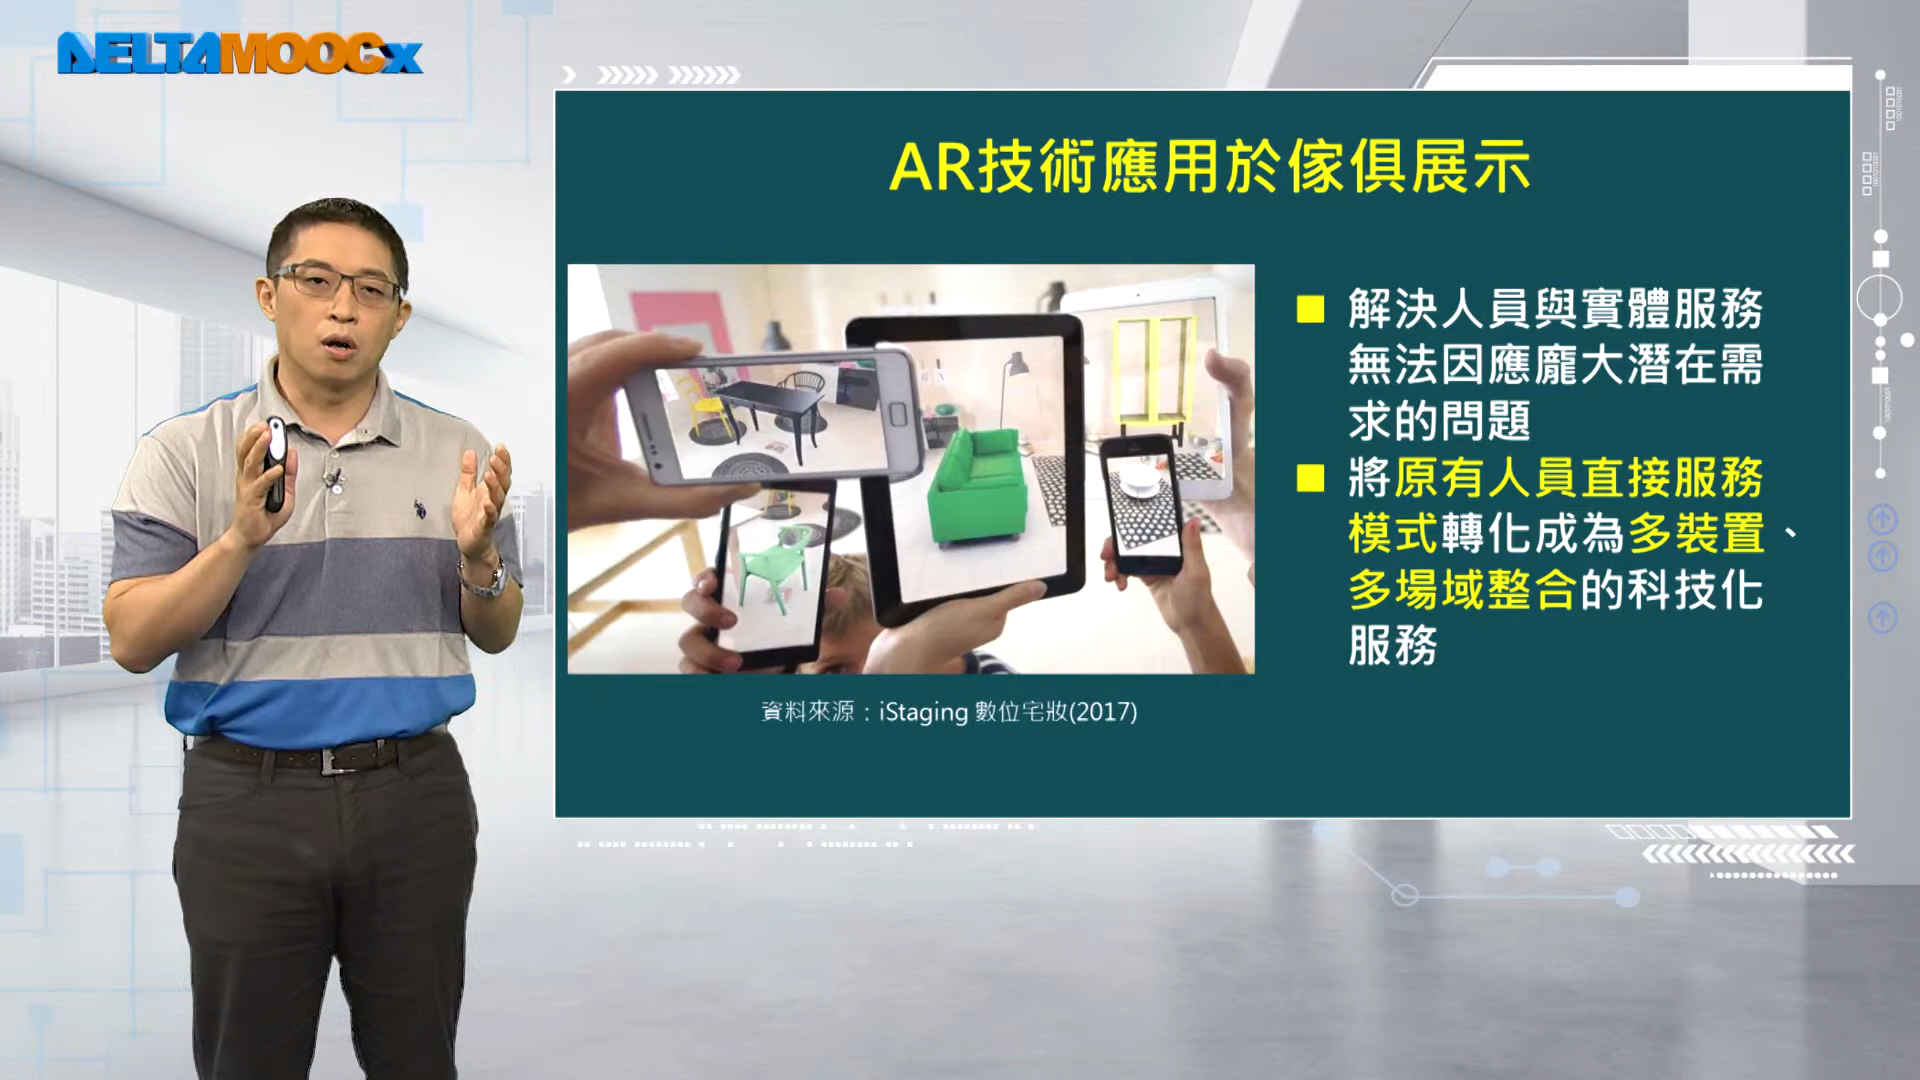 DELTAMOOCx
AR技術應用於傢俱展示
解決人員與實體服務
無法因應龐大潛在需
求的問題
將原有人員直接服務
模式轉化成為多裝置、
多場域整合的科技化
服務
資料來源：iStaging 數位宅妝(2017)